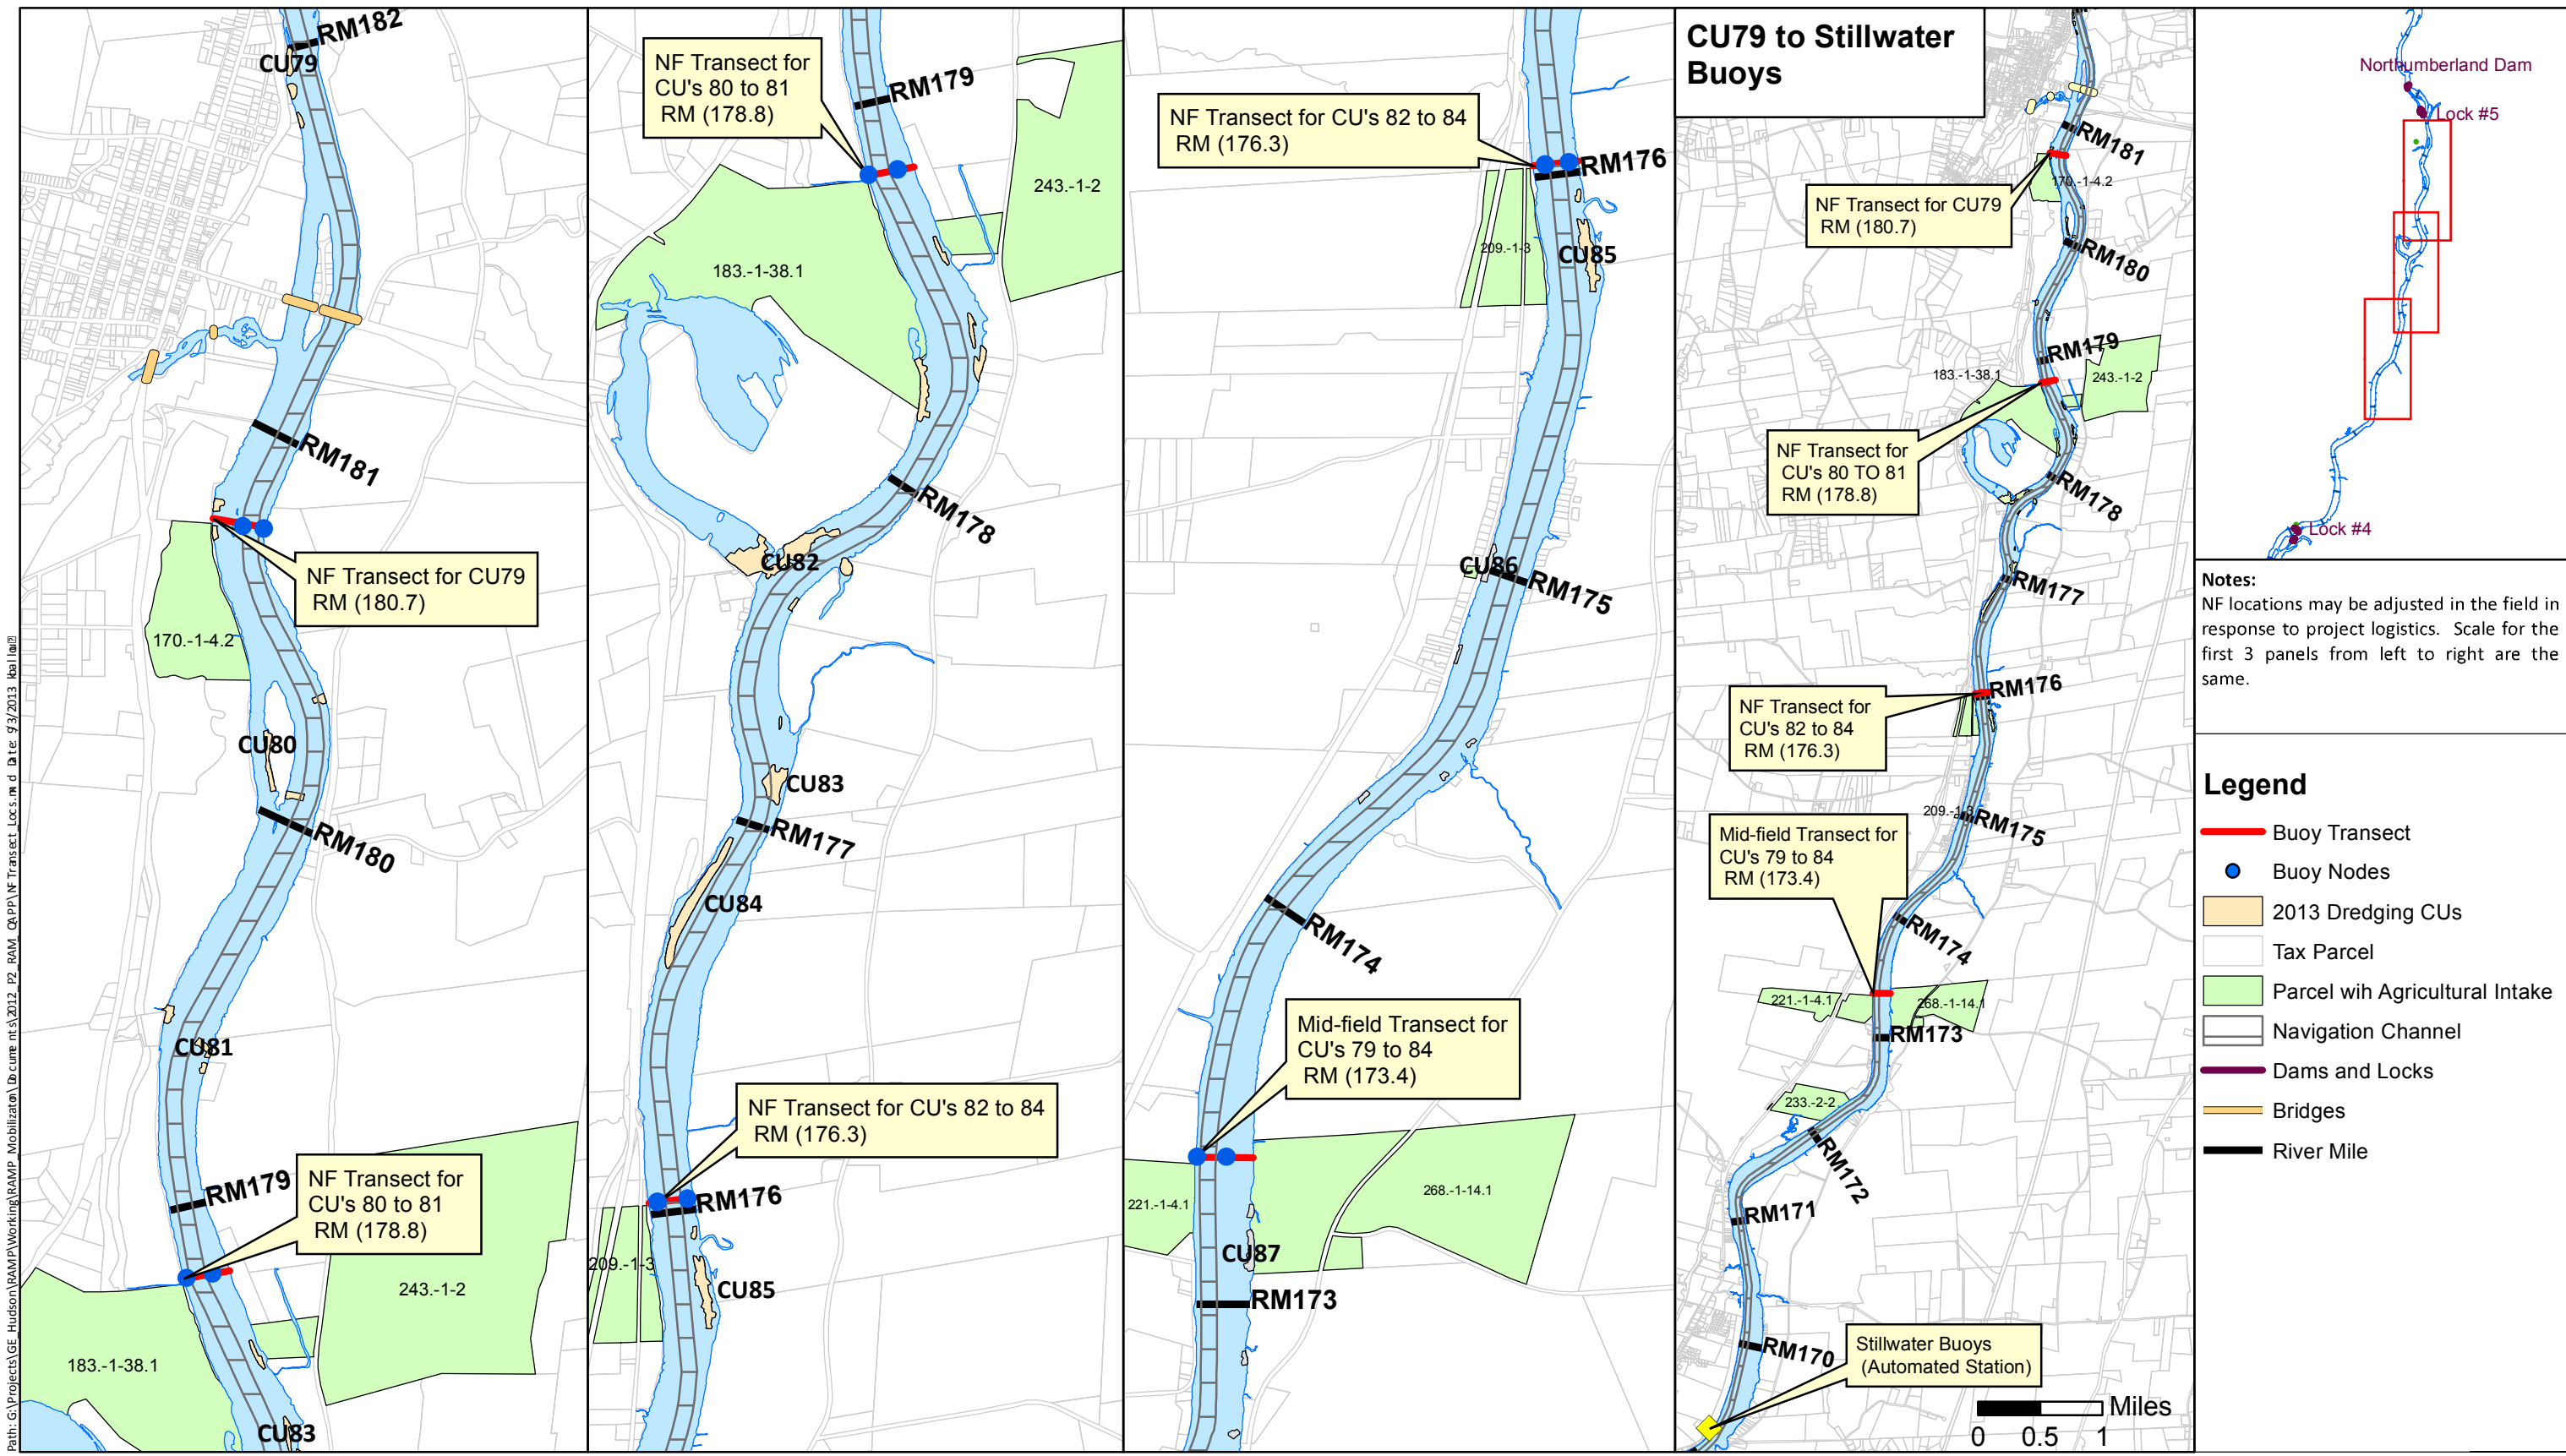 RM182
CU79
RM181
NF Transect for CU79
RM (180.7)
170.-1-4.2
CU80
RM180
CU81
RM179
NF Transect for
CU's 80 to 81
RM (178.8)
243.-1-2
183.-1-38.1
CU83
NF Transect for
CU's 80 to 81
RM (178.8)
RM179
243.-1-2
183.-1-38.1
RM178
CU82
CU83
RM177
CU84
NF Transect for CU's 82 to 84
RM (176.3)
RM176
209.-1-3
CU85
NF Transect for CU's 82 to 84
RM (176.3)
RM176
209.-1-3
CU85
CU86
RM175
RM174
Mid-field Transect for
CU's 79 to 84
RM (173.4)
221.-1-4.1
268.-1-14.1
CU87
RM173
CU79 to Stillwater
Buoys
RM181
170.-1-4.2
NF Transect for CU79
RM (180.7)
RM180
RM179
183.-1-38.1
243.-1-2
NF Transect for
CU's 80 TO 81
RM (178.8)
RM178
RM177
RM176
NF Transect for
CU's 82 to 84
RM (176.3)
209.-1-3
RM175
Mid-field Transect for
CU's 79 to 84
RM (173.4)
RM174
221.-1-4.1
268.-1-14.1
RM173
233.-2-2
RM172
RM171
RM170
Stillwater Buoys
(Automated Station)
Miles
0 0.5 1
Northumberland Dam
Lock #5
Lock #4
Notes:
NF locations may be adjusted in the field in
response to project logistics. Scale for the
first 3 panels from left to right are the
same.
Legend
Buoy Transect
Buoy Nodes
2013 Dredging CUs
Tax Parcel
Parcel wih Agricultural Intake
Navigation Channel
Dams and Locks
Bridges
River Mile